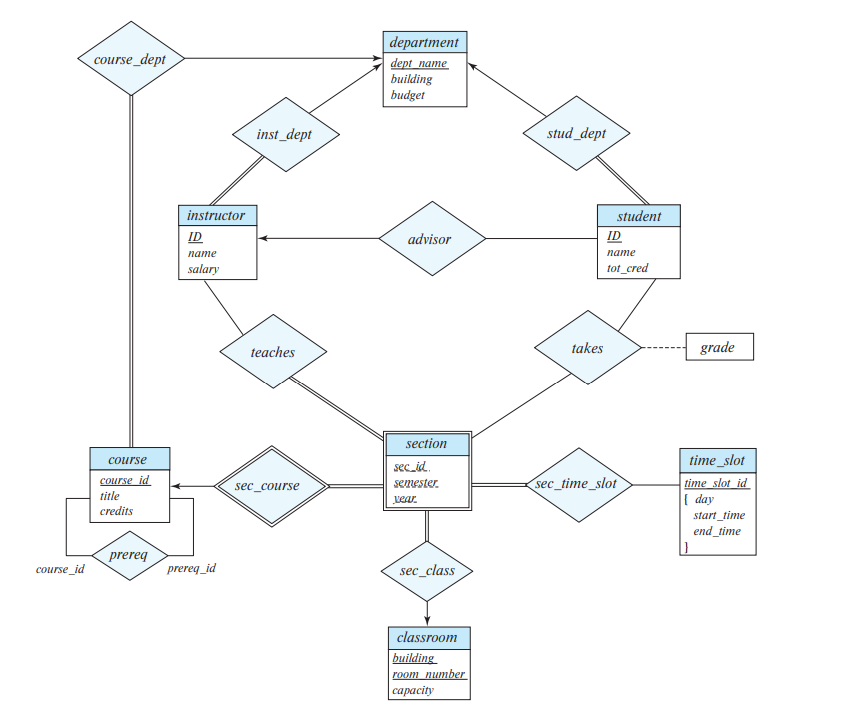 department
course_dept
dept_name
building
budget
inst_dept
stud_dept
instructor
ID
name
salary
advisor
student
ID
name
tot_cred
teaches
takes
grade
section
sec_id
semester
year
course
course_id
title
credits
sec_course
sec_time_slot
time_slot
time_slot_id
{ day
start_time
end_time
}
prereq
course_id
prereq_id
sec_class
classroom
building
room_number
capacity